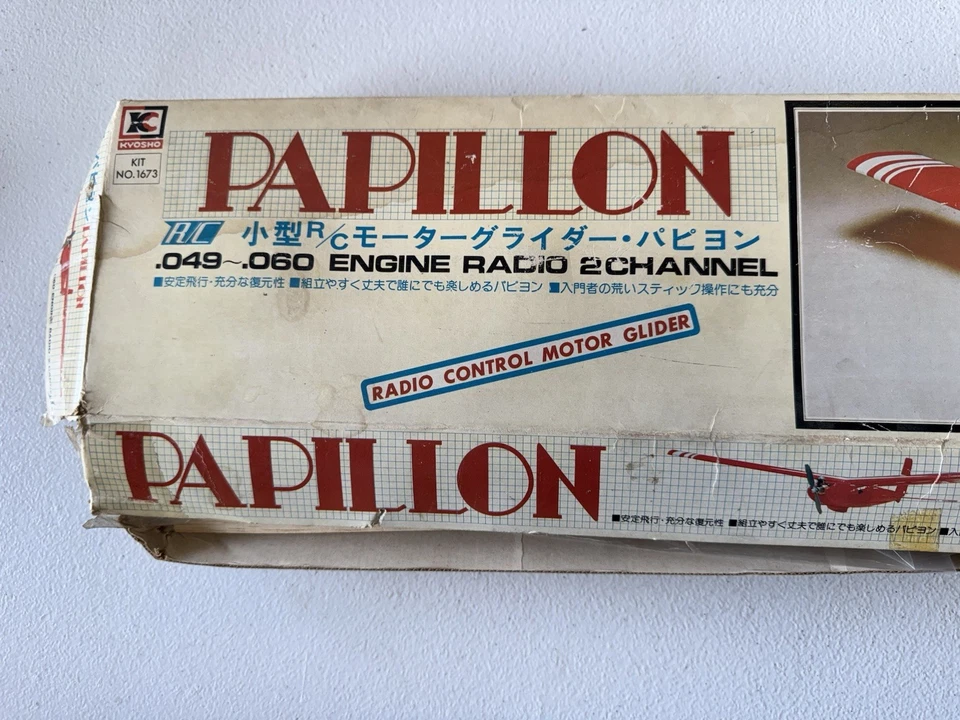 KC
KYOSHO
KIT
NO.1673
PAPILLON
R/C 小型R/Cモーターグライダー・パピヨン
.049~.060 ENGINE RADIO 2CHANNEL
■安定飛行・充分な復元性 ■組立やすく丈夫で誰にでも楽しめるパピヨン ■入門者の荒いスティック操作にも充分
RADIO CONTROL MOTOR GLIDER
PAPILLON
■安定飛行・充分な復元性 ■組立やすく丈夫で誰にでも楽しめるパピヨン ■入